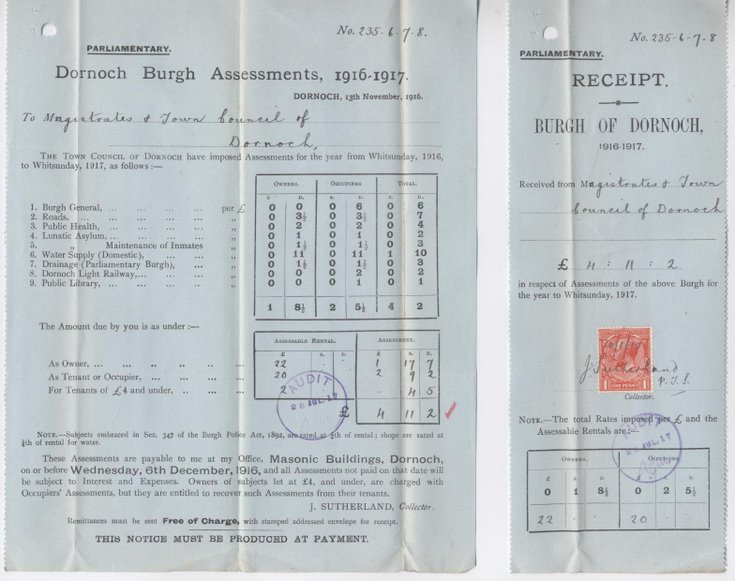 No. 235-6-7-8.
PARLIAMENTARY.
Dornoch Burgh Assessments, 1916-1917.
DORNOCH, 13th November, 1916.
To Magistrates & Town Council of
Dornoch,
THE TOWN COUNCIL OF DORNOCH have imposed Assessments for the year from Whitsunday, 1916,
to Whitsunday, 1917, as follows :—
OWNERS. OCCUPIERS TOTAL.
S. D. S. D. S. D.
1. Burgh General, ... ... ... per £ 0 0 0 6 0 6
2. Roads, ... ... ... ... „ 0 3½ 0 3½ 0 7
3. Public Health, ... ... ... „ 0 2 0 2 0 4
4. Lunatic Asylum, ... ... ... „ 0 1 0 1 0 2
5. „ Maintenance of Inmates „ 0 1½ 0 1½ 0 3
6. Water Supply (Domestic), ... ... „ 0 11 0 11 1 10
7. Drainage (Parliamentary Burgh), ... „ 0 1½ 0 1½ 0 3
8. Dornoch Light Railway, ... ... „ 0 0 0 2 0 2
9. Public Library, ... ... ... „ 0 0 0 1 0 1
1 8½ 2 5½ 4 2
The Amount due by you is as under :—
ASSESSABLE RENTAL. ASSESSMENT.
£ S. D. £ S. D.
As Owner, ... ... „ ... ... 22 1 17 7
As Tenant or Occupier, ... ... ... 20 2 9 2
For Tenants of £4 and under, .. ... 2 - 4 5
£ 4 11 2
AUDIT
28 JUL 17
NOTE.—Subjects embraced in Sec. 347 of the Burgh Police Act, 1892, are rated at ¼th of rental; shops are rated at
¼th of rental for water.
These Assessments are payable to me at my Office, Masonic Buildings, Dornoch,
on or before Wednesday, 6th December, 1916, and all Assessments not paid on that date will
be subject to Interest and Expenses. Owners of subjects let at £4, and under, are charged with
Occupiers' Assessments, but they are entitled to recover such Assessments from their tenants.
J. SUTHERLAND, Collector.
Remittances must be sent Free of Charge, with stamped addressed envelope for receipt.
THIS NOTICE MUST BE PRODUCED AT PAYMENT.
No. 235-6-7-8
PARLIAMENTARY.
RECEIPT.
BURGH OF DORNOCH,
1916-1917.
Received from Magistrates & Town
Council of Dornoch
£ 4 : 11 : 2
in respect of Assessments of the above Burgh for
the year to Whitsunday, 1917.
J. Sutherland
ONE PENNY
Collector.
NOTE.—The total Rates imposed per £ and the
Assessable Rentals are:—
AUDIT
28 JUL 17
OWNERS. OCCUPIERS
0 1 8½ 0 2 5½
22 . . 20 . .